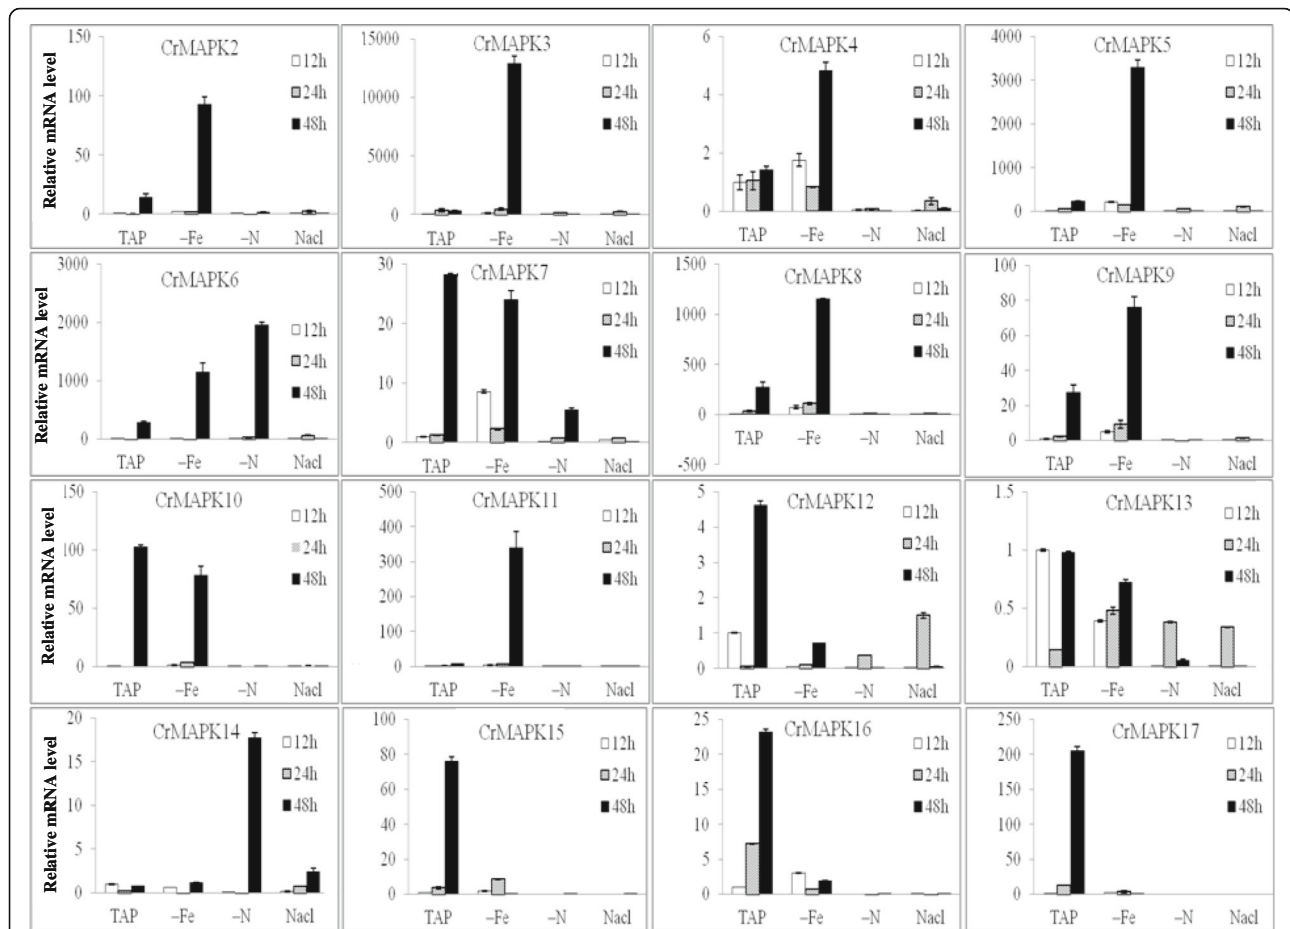 CrMAPK2
Relative mRNA level
150
100
50
0
12h
24h
48h
TAP –Fe –N Nacl
CrMAPK3
15000
10000
5000
0
12h
24h
48h
TAP –Fe –N Nacl
CrMAPK4
6
4
2
0
12h
24h
48h
TAP –Fe –N Nacl
CrMAPK5
4000
3000
2000
1000
0
12h
24h
48h
TAP –Fe –N Nacl
CrMAPK6
Relative mRNA level
3000
2000
1000
0
12h
24h
48h
TAP –Fe –N Nacl
CrMAPK7
30
20
10
0
12h
24h
48h
TAP –Fe –N Nacl
CrMAPK8
1500
1000
500
0
-500
12h
24h
48h
TAP –Fe –N Nacl
CrMAPK9
100
80
60
40
20
0
12h
24h
48h
TAP –Fe –N Nacl
CrMAPK10
Relative mRNA level
150
100
50
0
12h
24h
48h
TAP –Fe –N Nacl
CrMAPK11
500
400
300
200
100
0
12h
24h
48h
TAP –Fe –N Nacl
CrMAPK12
5
4
3
2
1
0
12h
24h
48h
TAP –Fe –N Nacl
CrMAPK13
1.5
1
0.5
0
12h
24h
48h
TAP –Fe –N Nacl
CrMAPK14
Relative mRNA level
20
15
10
5
0
12h
24h
48h
TAP –Fe –N Nacl
CrMAPK15
100
80
60
40
20
0
12h
24h
48h
TAP –Fe –N Nacl
CrMAPK16
25
20
15
10
5
0
12h
24h
48h
TAP –Fe –N Nacl
CrMAPK17
250
200
150
100
50
0
12h
24h
48h
TAP –Fe –N Nacl